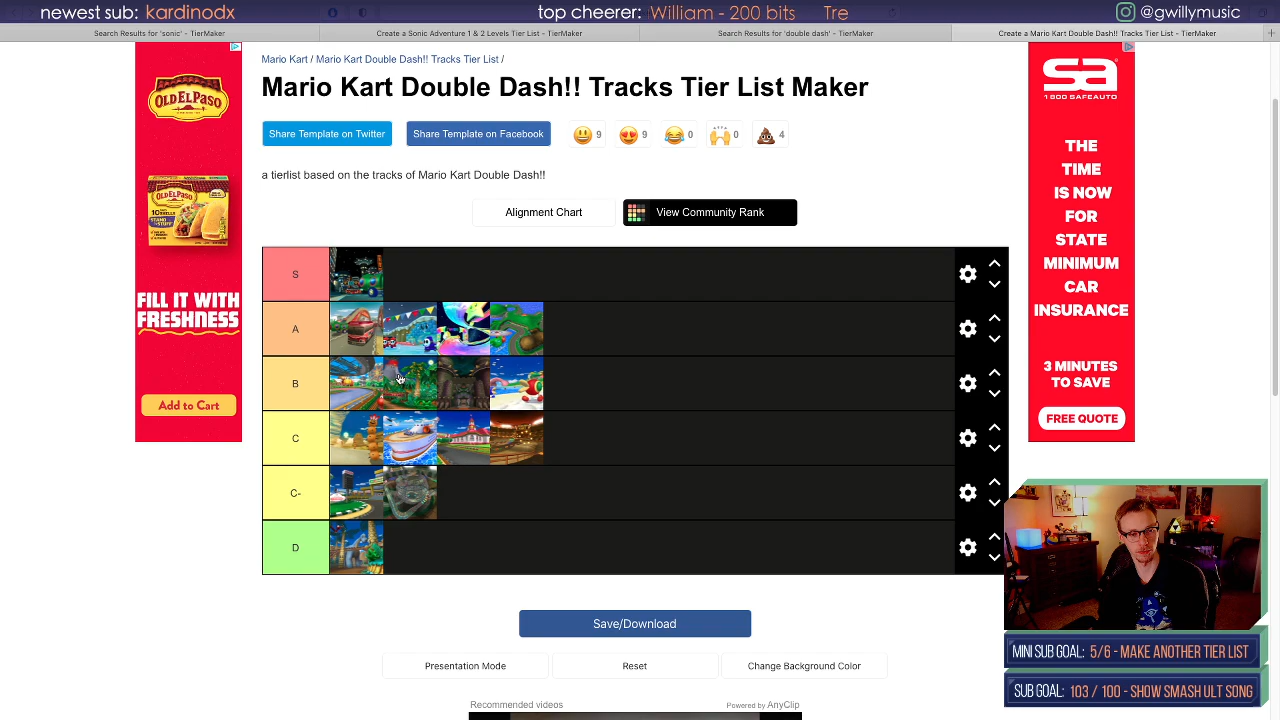 newest sub: kardinodx
top cheerer: William - 200 bits Tre
@gwillymusic
Search Results for 'sonic' - TierMaker
Create a Sonic Adventure 1 & 2 Levels Tier List - TierMaker
Search Results for 'double dash' - TierMaker
Create a Mario Kart Double Dash!! Tracks Tier List - TierMaker
Mario Kart / Mario Kart Double Dash!! Tracks Tier List /
Mario Kart Double Dash!! Tracks Tier List Maker
Share Template on Twitter
Share Template on Facebook
9
9
0
0
4
a tierlist based on the tracks of Mario Kart Double Dash!!
Alignment Chart
View Community Rank
S
A
B
C
C-
D
Save/Download
Presentation Mode
Reset
Change Background Color
Recommended videos
Powered by AnyClip
OLD EL PASO
FILL IT WITH
FRESHNESS
Add to Cart
sa
1 800 SAFEAUTO
THE
TIME
IS NOW
FOR
STATE
MINIMUM
CAR
INSURANCE
3 MINUTES
TO SAVE
FREE QUOTE
MINI SUB GOAL: 5/6 - MAKE ANOTHER TIER LIST
SUB GOAL: 103 / 100 - SHOW SMASH ULT SONG